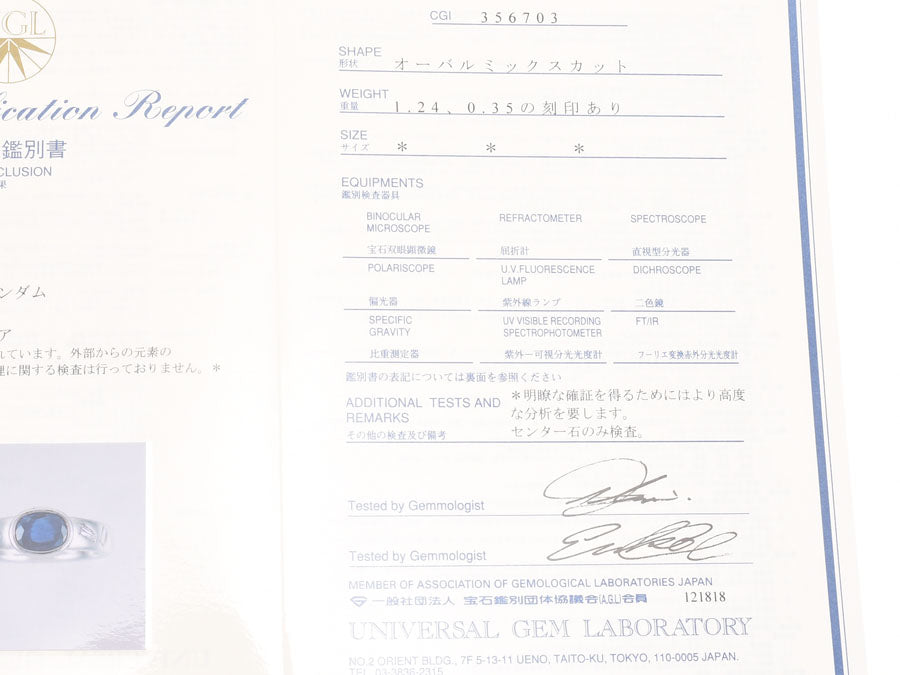 GL
ication Report
鑑別書
CLUSION
果
ンダム
ア
れています。外部からの元素の
理に関する検査は行っておりません。＊
CGI 356703
SHAPE
形状 オーバルミックスカット
WEIGHT
重量 1.24、0.35の刻印あり
SIZE
サイズ ＊ ＊ ＊
EQUIPMENTS
鑑別検査器具
BINOCULAR MICROSCOPE
宝石双眼顕微鏡
REFRACTOMETER
屈折計
SPECTROSCOPE
直視型分光器
POLARISCOPE
偏光器
U.V.FLUORESCENCE LAMP
紫外線ランプ
DICHROSCOPE
二色鏡
SPECIFIC GRAVITY
比重測定器
UV VISIBLE RECORDING SPECTROPHOTOMETER
紫外ー可視分光光度計
FT/IR
フーリエ変換赤外分光光度計
鑑別書の表記については裏面を参照ください
ADDITIONAL TESTS AND REMARKS
その他の検査及び備考
＊明瞭な確証を得るためにはより高度
な分析を要します。
センター石のみ検査。
Tested by Gemmologist
Tested by Gemmologist
MEMBER OF ASSOCIATION OF GEMOLOGICAL LABORATORIES JAPAN
一般社団法人 宝石鑑別団体協議会(AGL)会員 121818
UNIVERSAL GEM LABORATORY
NO.2 ORIENT BLDG., 7F 5-13-11 UENO, TAITO-KU, TOKYO, 110-0005 JAPAN.
TEL 03-3836-2315